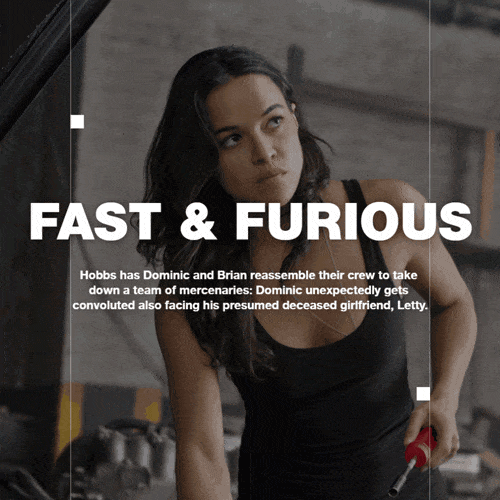 FAST & FURIOUS
Hobbs has Dominic and Brian reassemble their crew to take
down a team of mercenaries: Dominic unexpectedly gets
convoluted also facing his presumed deceased girlfriend, Letty.